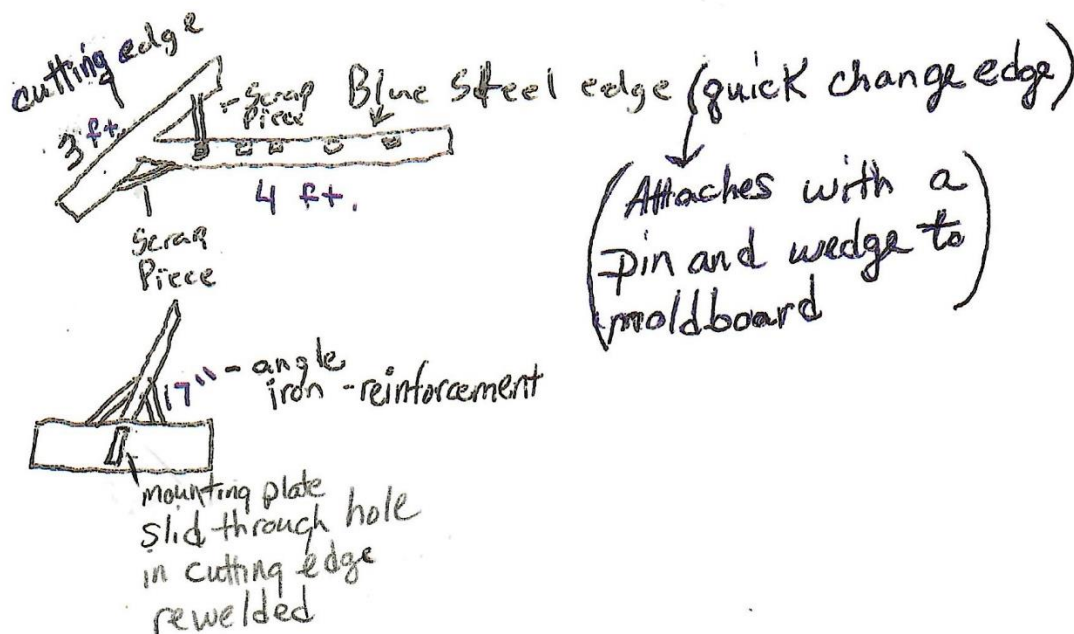 cutting edge
3 ft.
Scrap
Piece
Blue Steel edge (quick change edge)
4 ft.
(Attaches with a
pin and wedge to
moldboard)
Scrap
Piece
17" - angle
iron - reinforcement
mounting plate
slid through hole
in cutting edge
rewelded